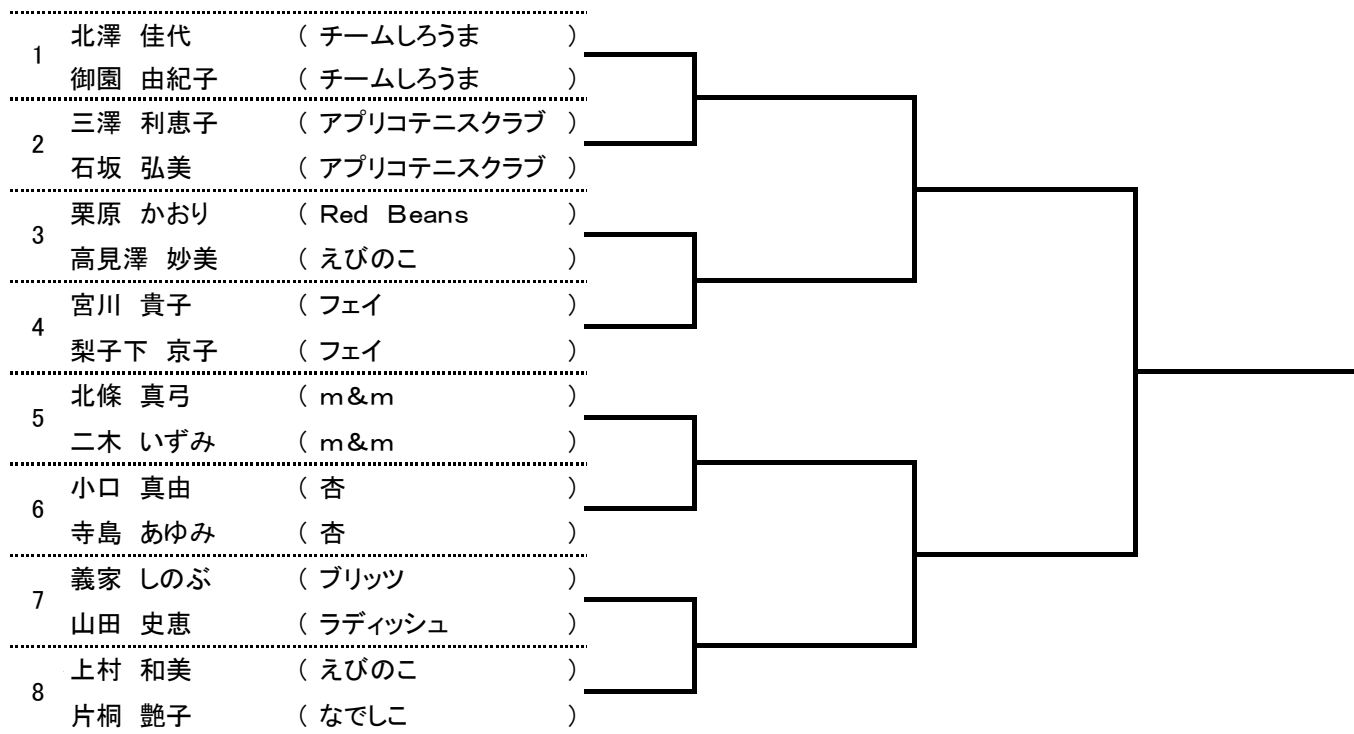 1
北澤 佳代 ( チームしろうま )
御園 由紀子 ( チームしろうま )
2
三澤 利恵子 ( アプリコテニスクラブ )
石坂 弘美 ( アプリコテニスクラブ )
3
栗原 かおり ( Red Beans )
高見澤 妙美 ( えびのこ )
4
宮川 貴子 ( フェイ )
梨子下 京子 ( フェイ )
5
北條 真弓 ( m&m )
二木 いずみ ( m&m )
6
小口 真由 ( 杏 )
寺島 あゆみ ( 杏 )
7
義家 しのぶ ( ブリッツ )
山田 史恵 ( ラディッシュ )
8
上村 和美 ( えびのこ )
片桐 艶子 ( なでしこ )